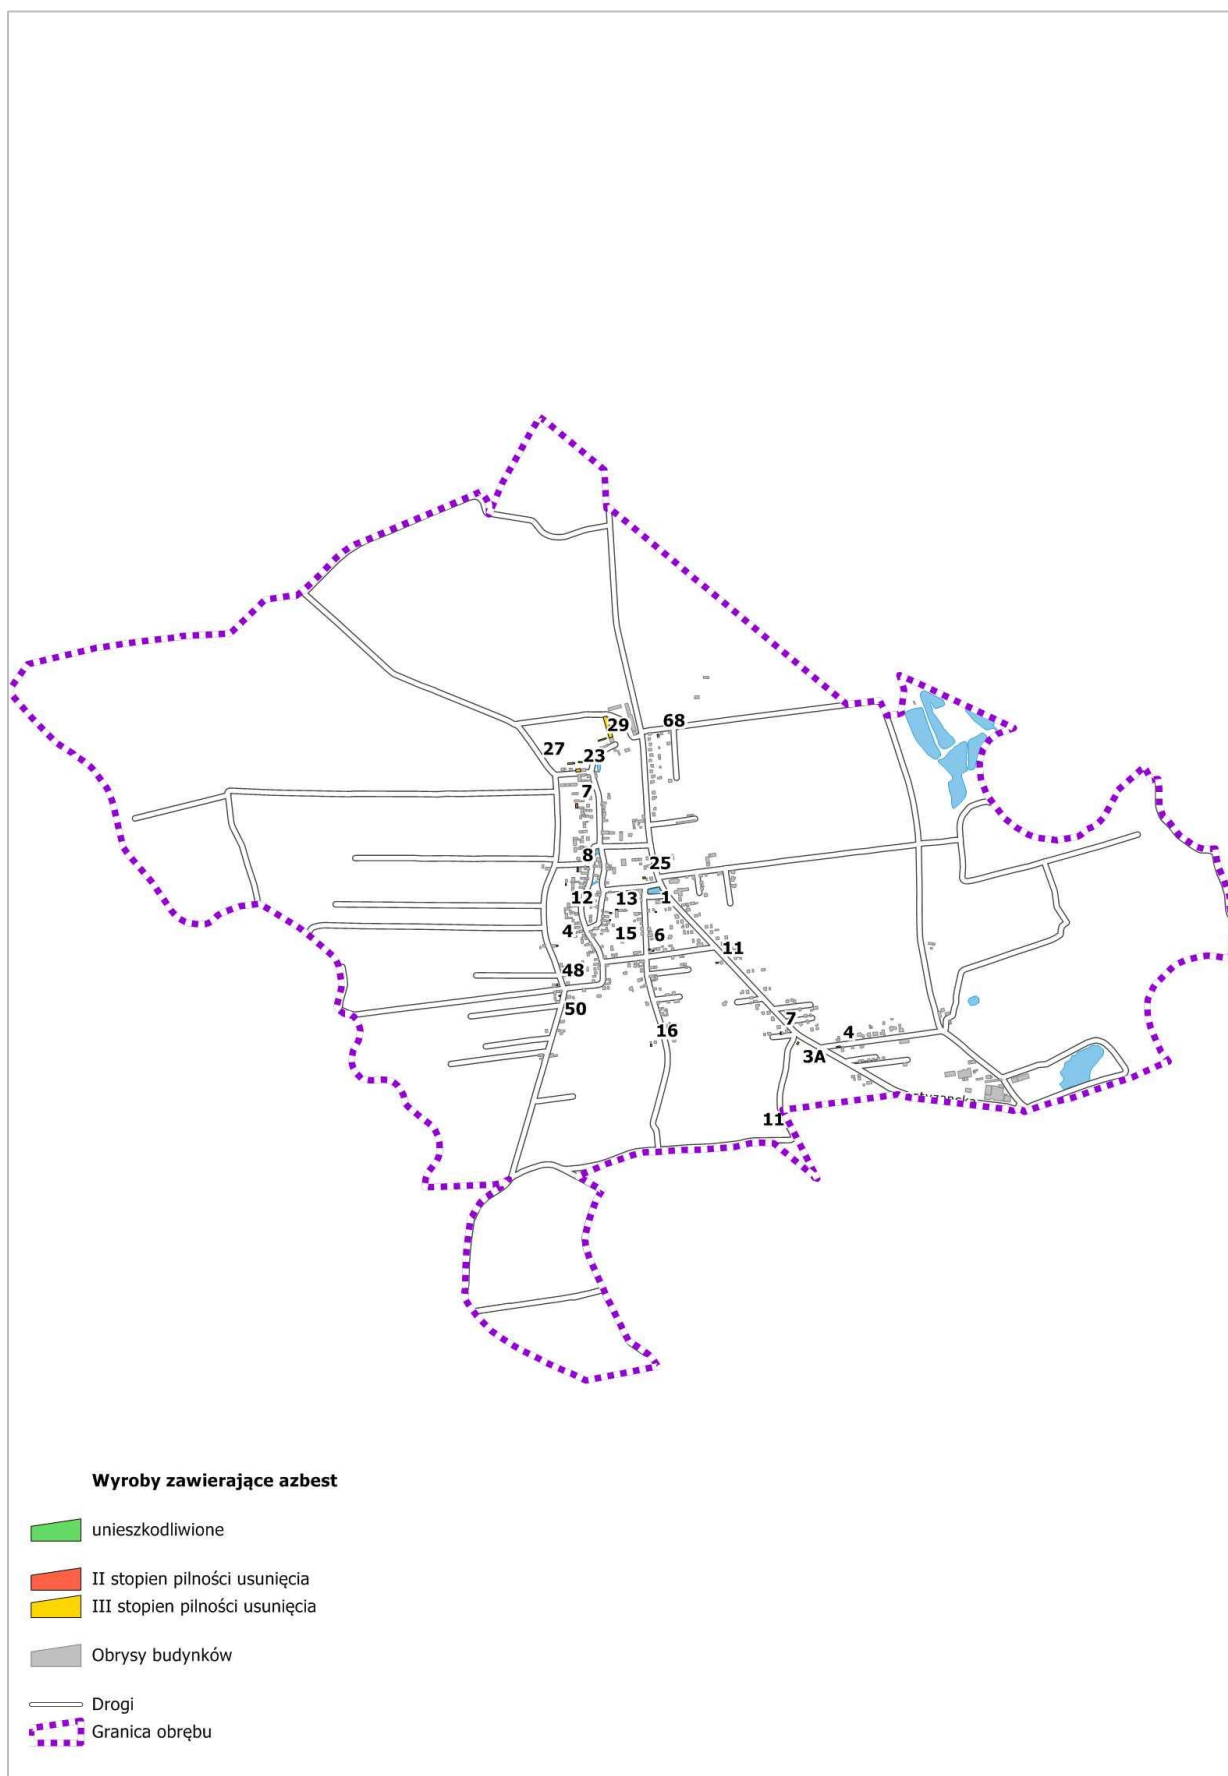 68
29
27
23
7
8
25
12
13
1
4
15
6
11
48
50
16
7
4
3A
11
Wyroby zawierające azbest
unieszkodliwione
II stopien pilności usunięcia
III stopien pilności usunięcia
Obrysy budynków
Drogi
Granica obrębu